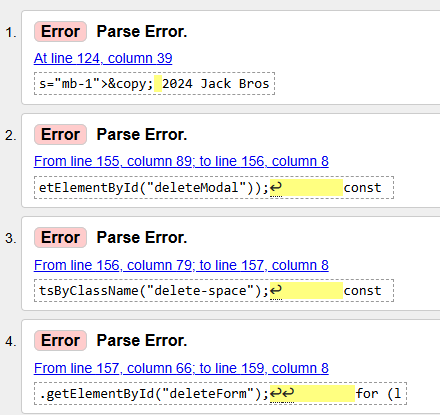 1. Error Parse Error.
At line 124, column 39
s="mb-1">&copy; 2024 Jack Bros
2. Error Parse Error.
From line 155, column 89; to line 156, column 8
etElementById("deleteModal"));↩        const
3. Error Parse Error.
From line 156, column 79; to line 157, column 8
tsByClassName("delete-space");↩        const
4. Error Parse Error.
From line 157, column 66; to line 159, column 8
.getElementById("deleteForm");↩↩        for (l